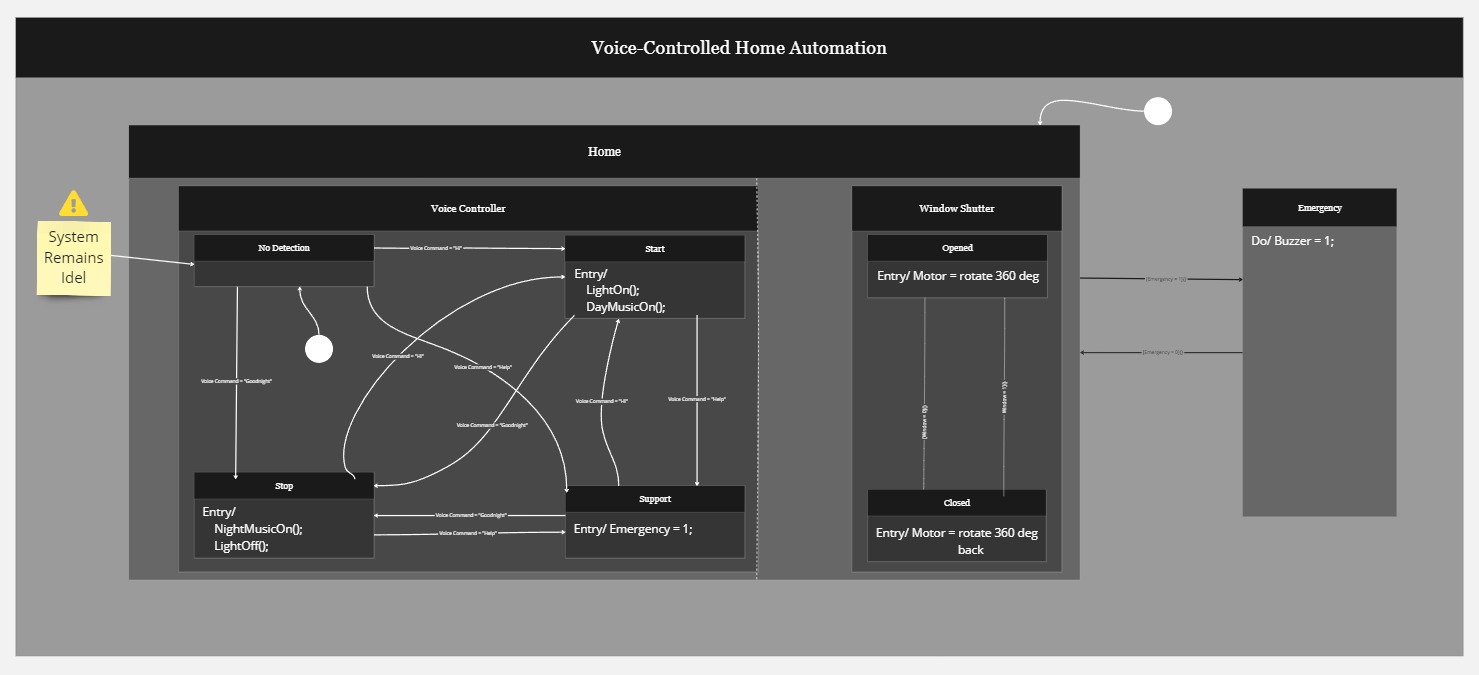 Voice-Controlled Home Automation
Home
System
Remains
Idel
Voice Controller
No Detection
Voice Command = "Hi"
Start
Entry/
LightOn();
DayMusicOn();
Voice Command = "Hi"
Voice Command = "Help"
Voice Command = "Goodnight"
Voice Command = "Hi"
Voice Command = "Help"
Voice Command = "Goodnight"
Stop
Entry/
NightMusicOn();
LightOff();
Voice Command = "Goodnight"
Voice Command = "Help"
Support
Entry/ Emergency = 1;
Window Shutter
Opened
Entry/ Motor = rotate 360 deg
[Window = 0]()
Window = 1]()
Closed
Entry/ Motor = rotate 360 deg
back
[Emergency = 1]()
[Emergency = 0]()
Emergency
Do/ Buzzer = 1;